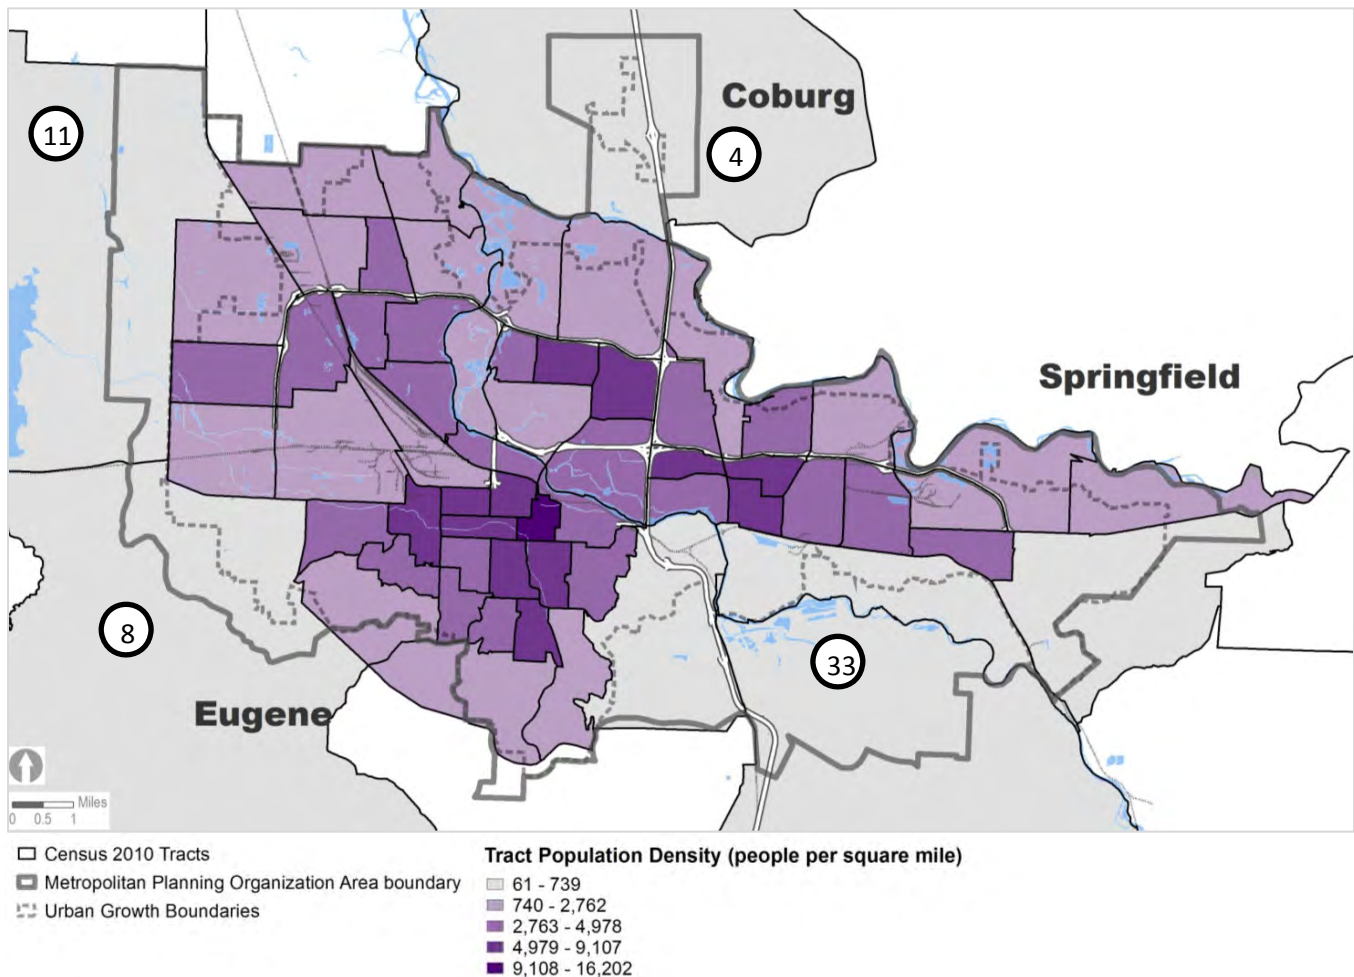 Coburg
11
4
Springfield
8
33
Eugene
Miles
0 0.5 1
Census 2010 Tracts
Metropolitan Planning Organization Area boundary
Urban Growth Boundaries
Tract Population Density (people per square mile)
61 - 739
740 - 2,762
2,763 - 4,978
4,979 - 9,107
9,108 - 16,202